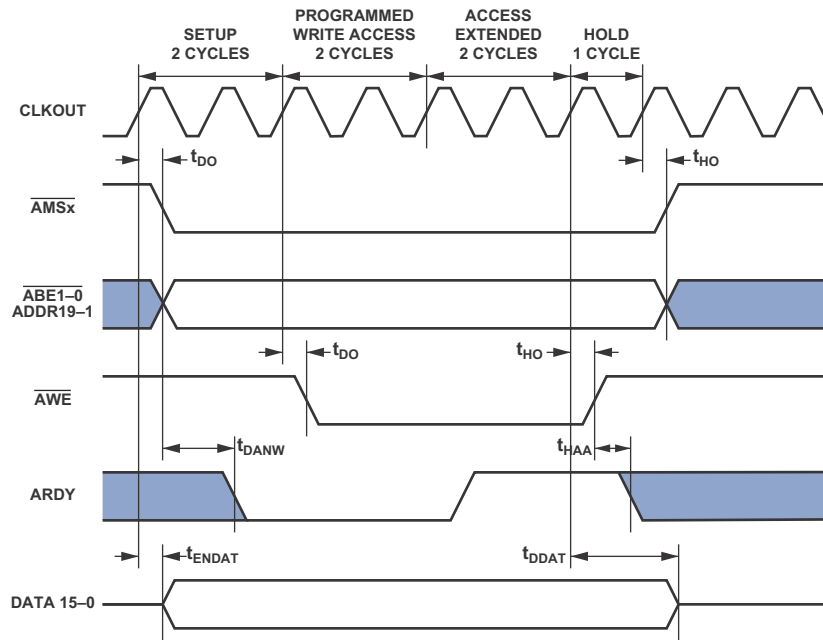 SETUP
2 CYCLES
PROGRAMMED
WRITE ACCESS
2 CYCLES
ACCESS
EXTENDED
2 CYCLES
HOLD
1 CYCLE
CLKOUT
tDO
tHO
AMSx
ABE1–0
ADDR19–1
tDO
tHO
AWE
tDANW
tHAA
ARDY
tENDAT
tDDAT
DATA 15–0